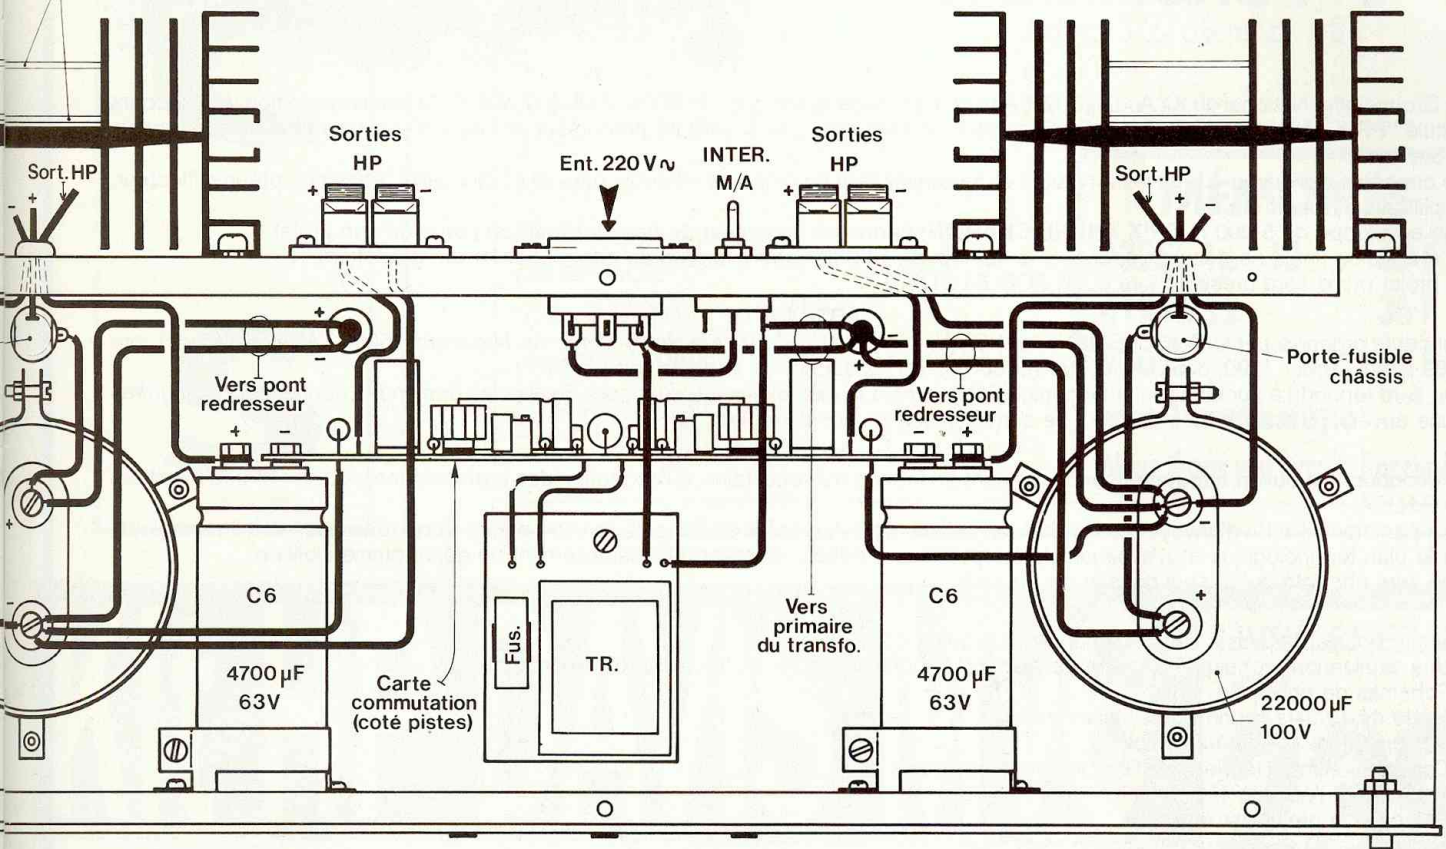 Sorties
HP
+
-
Ent. 220 V ∿
INTER.
M/A
Sorties
HP
+
-
Sort. HP
-
+
Sort. HP
+
-
+
-
-
Vers pont
redresseur
+
-
Vers pont
redresseur
-
+
Porte-fusible
châssis
+
-
-
+
C6
4700 µF
63V
Carte
commutation
(coté pistes)
Fus.
TR.
Vers
primaire
du transfo.
C6
4700 µF
63V
22000 µF
100V